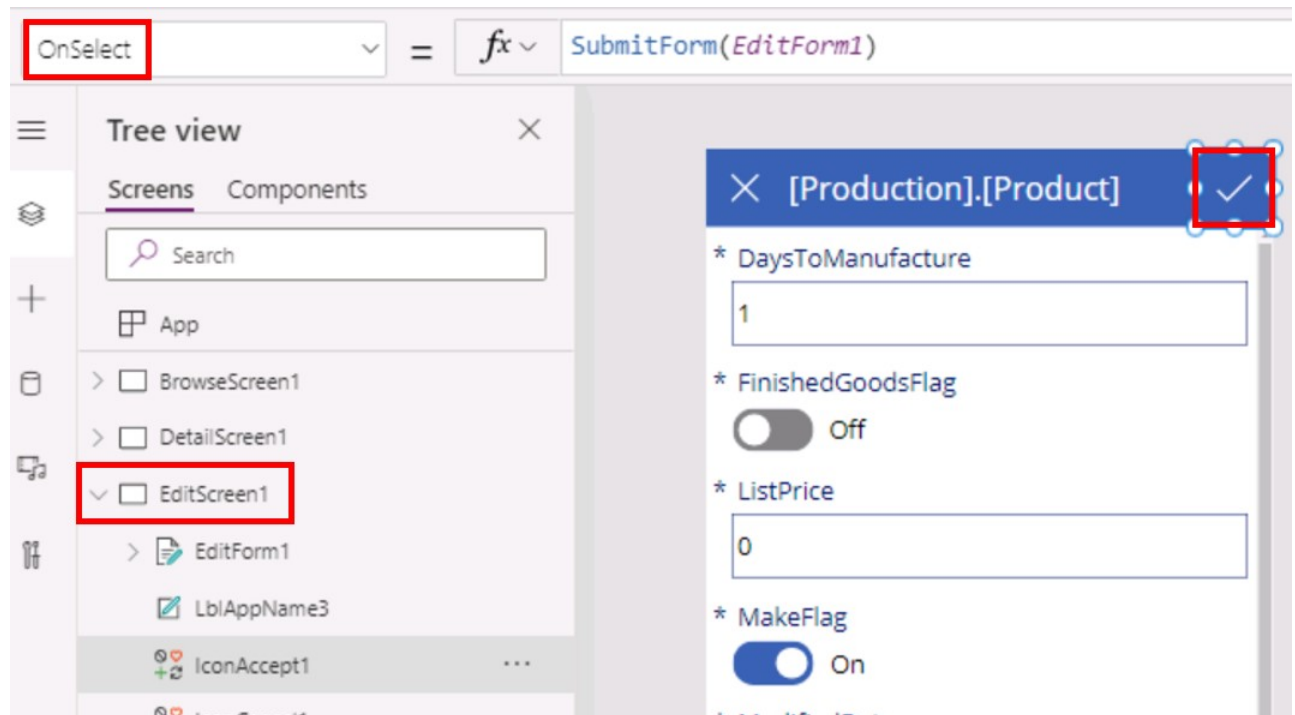 OnSelect = fx SubmitForm(EditForm1)
Tree view
Screens Components
Search
App
BrowseScreen1
DetailScreen1
EditScreen1
EditForm1
LblAppName3
IconAccept1
[Production].[Product]
* DaysToManufacture
1
* FinishedGoodsFlag
Off
* ListPrice
0
* MakeFlag
On